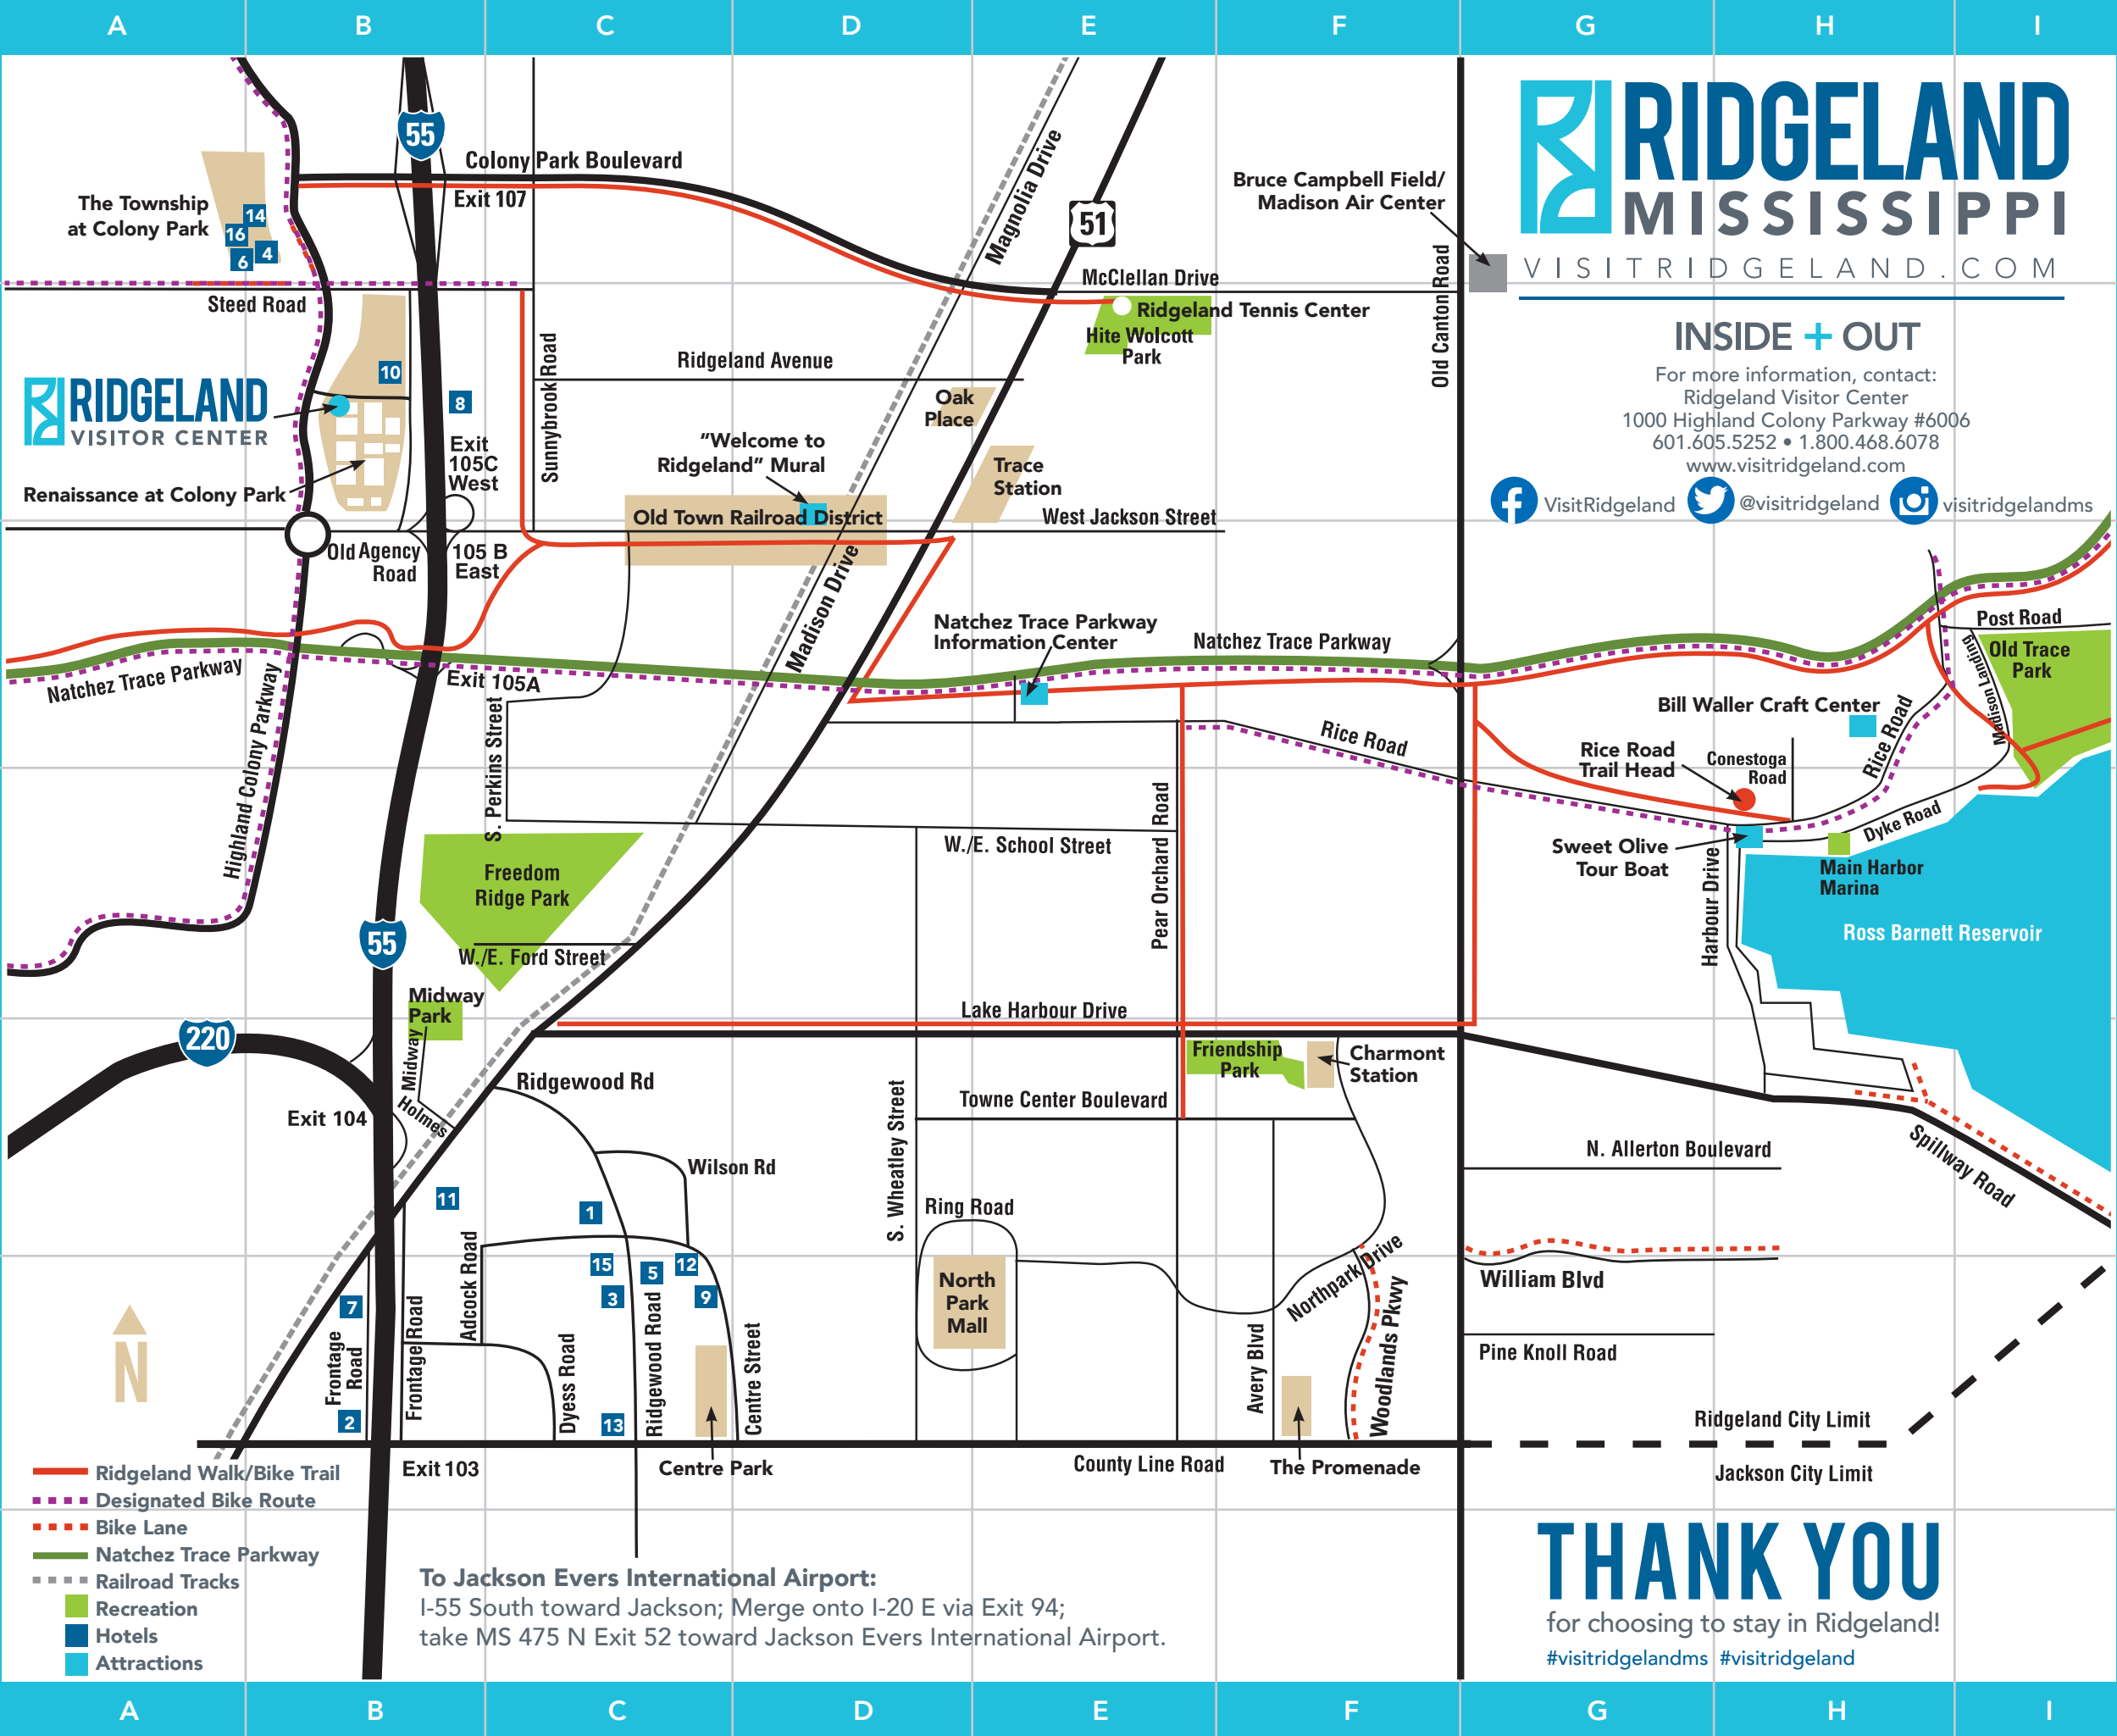 A B C D E F G H I
RIDGELAND
MISSISSIPPI
VISITRIDGELAND.COM
INSIDE + OUT
For more information, contact:
Ridgeland Visitor Center
1000 Highland Colony Parkway #6006
601.605.5252 • 1.800.468.6078
www.visitridgeland.com
VisitRidgeland
@visitridgeland
visitridgelandms
55
Colony Park Boulevard
Exit 107
The Township
at Colony Park
14
16
6
4
Steed Road
Magnolia Drive
51
Bruce Campbell Field/
Madison Air Center
McClellan Drive
Old Canton Road
Ridgeland Tennis Center
Hite Wolcott
Park
Ridgeland Avenue
Sunnybrook Road
10
8
RIDGELAND
VISITOR CENTER
Renaissance at Colony Park
Exit
105C
West
Oak
Place
"Welcome to
Ridgeland" Mural
Trace
Station
Old Town Railroad District
West Jackson Street
Old Agency
Road
105 B
East
Madison Drive
Natchez Trace Parkway
Information Center
Natchez Trace Parkway
Natchez Trace Parkway
Exit 105A
Highland Colony Parkway
S. Perkins Street
Rice Road
Post Road
Old Trace
Park
Madison Landing
Bill Waller Craft Center
Rice Road
Rice Road
Trail Head
Conestoga
Road
Sweet Olive
Tour Boat
Dyke Road
Main Harbor
Marina
Harbour Drive
Ross Barnett Reservoir
W./E. School Street
Pear Orchard Road
Freedom
Ridge Park
W./E. Ford Street
55
Midway
Park
Midway
Holmes
220
Exit 104
Lake Harbour Drive
Friendship
Park
Charmont
Station
Ridgewood Rd
Towne Center Boulevard
S. Wheatley Street
Wilson Rd
N. Allerton Boulevard
Spillway Road
11
1
Ring Road
15
5
12
3
9
7
2
13
Adcock Road
Frontage
Road
Frontage Road
Dyess Road
Ridgewood Road
Centre Street
North
Park
Mall
Northpark Drive
Woodlands Pkwy
Avery Blvd
William Blvd
Pine Knoll Road
N
Ridgeland City Limit
Jackson City Limit
Exit 103
Centre Park
County Line Road
The Promenade
Ridgeland Walk/Bike Trail
Designated Bike Route
Bike Lane
Natchez Trace Parkway
Railroad Tracks
Recreation
Hotels
Attractions
To Jackson Evers International Airport:
I-55 South toward Jackson; Merge onto I-20 E via Exit 94;
take MS 475 N Exit 52 toward Jackson Evers International Airport.
THANK YOU
for choosing to stay in Ridgeland!
#visitridgelandms #visitridgeland
A B C D E F G H I